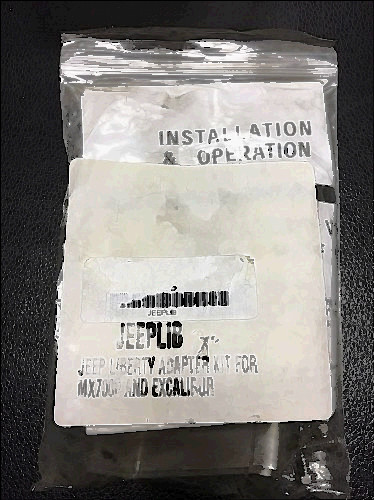 INSTALLATION
& OPERATION
JEEPLIB
JEEPLIB
JEEP LIBERTY ADAPTER KIT FOR
MX7000 AND EXCALIBUR